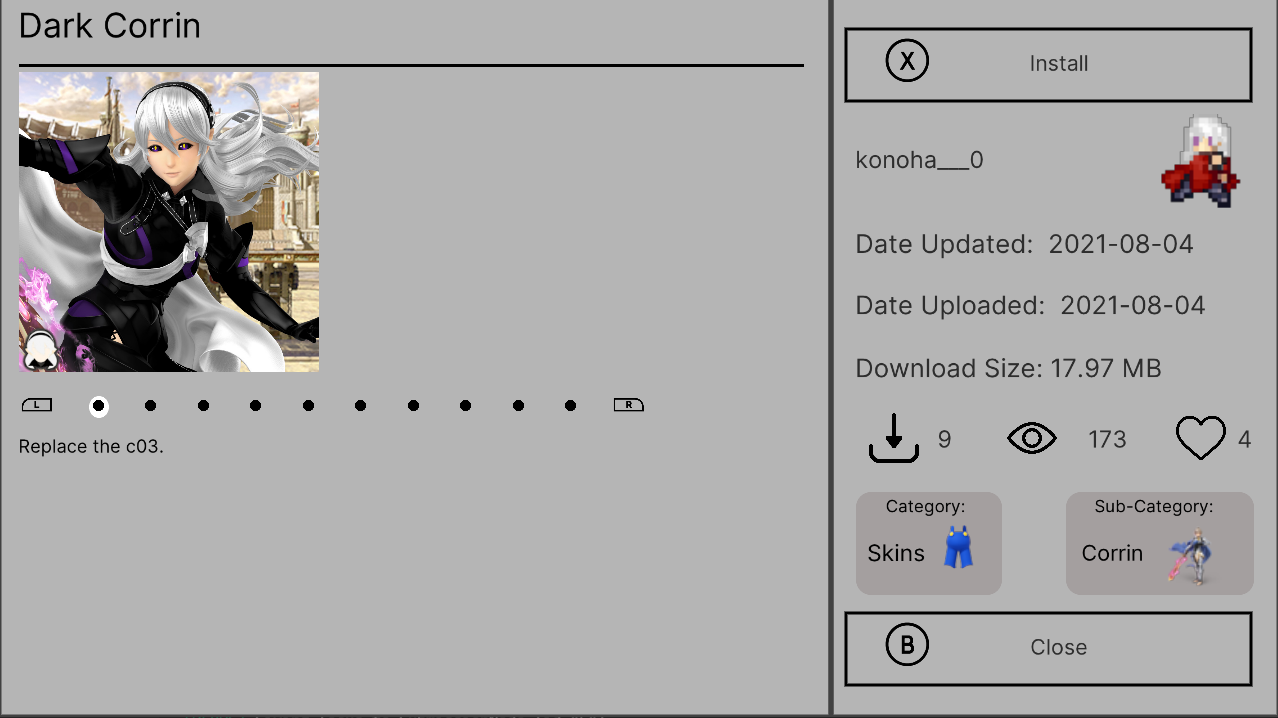 Dark Corrin
L
R
Replace the c03.
X
Install
konoha___0
Date Updated: 2021-08-04
Date Uploaded: 2021-08-04
Download Size: 17.97 MB
9
173
4
Category:
Skins
Sub-Category:
Corrin
B
Close